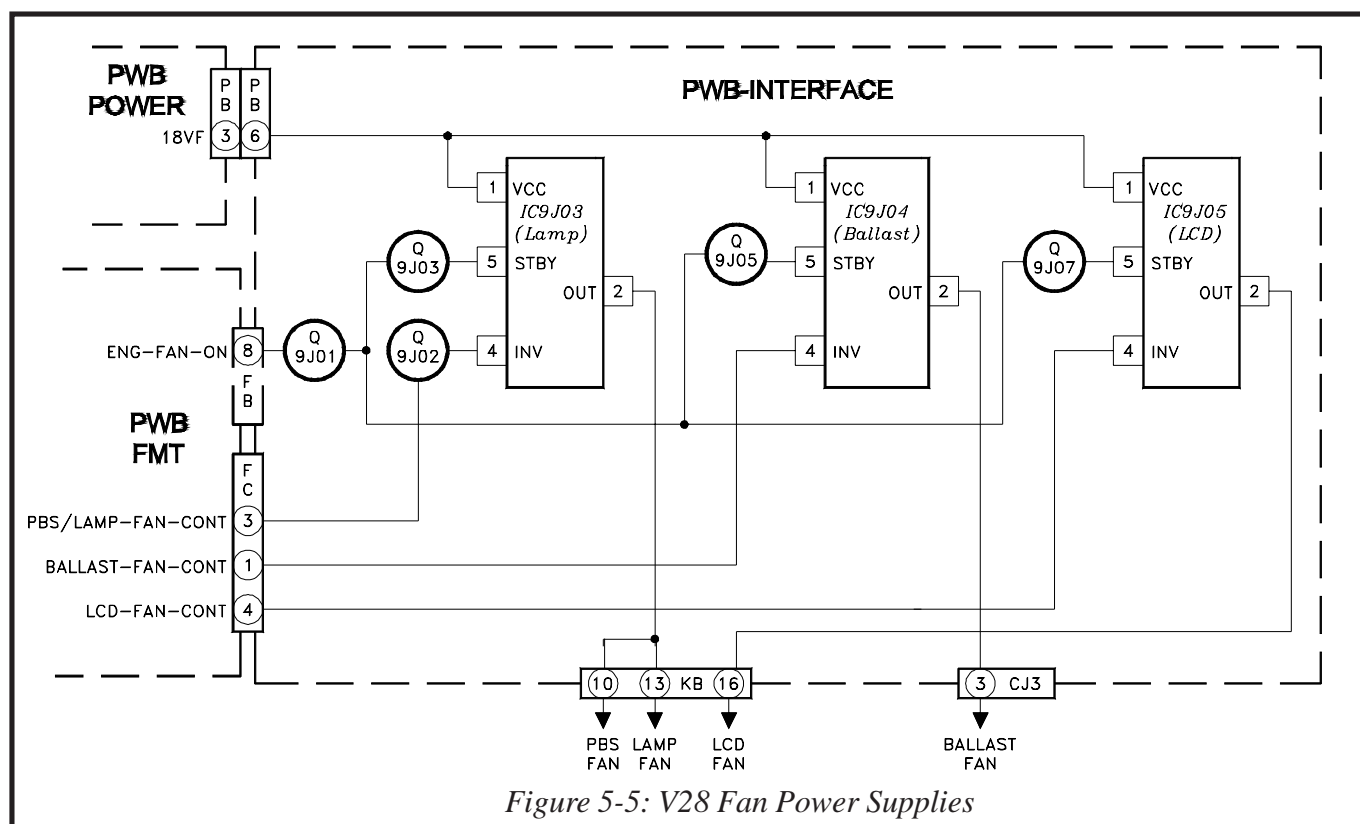 PWB
POWER
P
B
P
B
PWB-INTERFACE
18VF
3
6
1
VCC
IC9J03
(Lamp)
5
STBY
OUT
2
4
INV
1
VCC
IC9J04
(Ballast)
5
STBY
OUT
2
4
INV
1
VCC
IC9J05
(LCD)
5
STBY
OUT
2
4
INV
Q
9J03
Q
9J05
Q
9J07
ENG-FAN-ON
8
Q
9J01
Q
9J02
F
B
PWB
FMT
F
C
PBS/LAMP-FAN-CONT
3
BALLAST-FAN-CONT
1
LCD-FAN-CONT
4
10
13
KB
16
3
CJ3
PBS
FAN
LAMP
FAN
LCD
FAN
BALLAST
FAN
Figure 5-5: V28 Fan Power Supplies